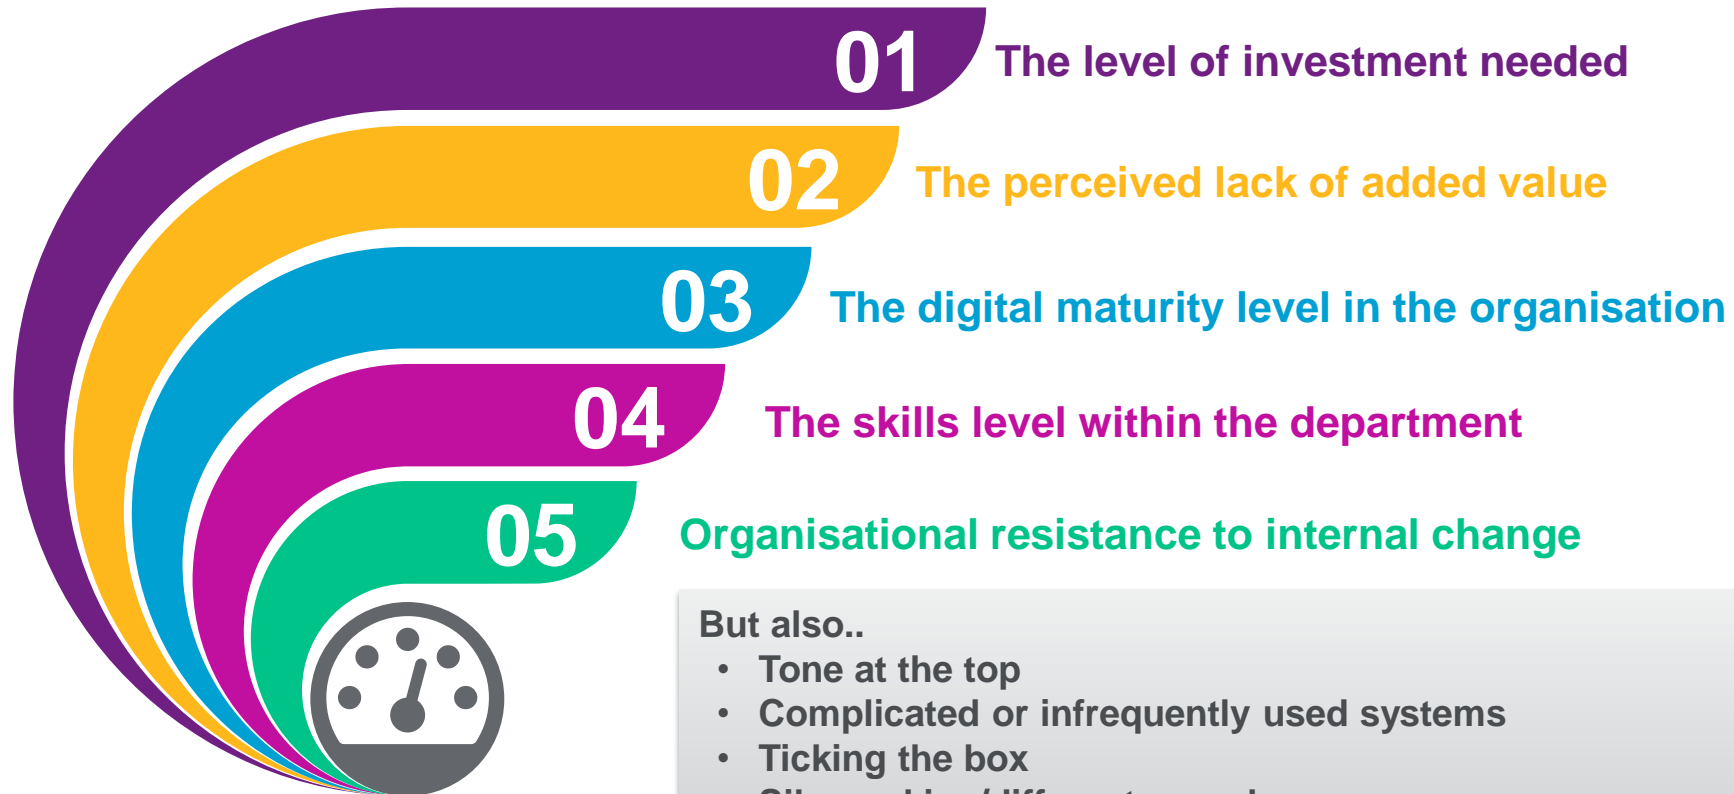 01 The level of investment needed
02 The perceived lack of added value
03 The digital maturity level in the organisation
04 The skills level within the department
05 Organisational resistance to internal change
But also..
• Tone at the top
• Complicated or infrequently used systems
• Ticking the box